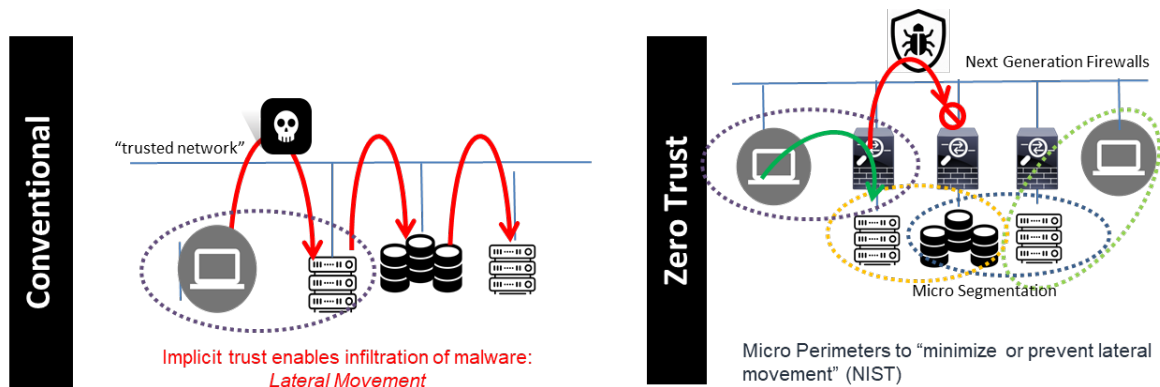 Conventional
“trusted network”
Implicit trust enables infiltration of malware:
Lateral Movement
Zero Trust
Next Generation Firewalls
Micro Segmentation
Micro Perimeters to “minimize or prevent lateral
movement” (NIST)